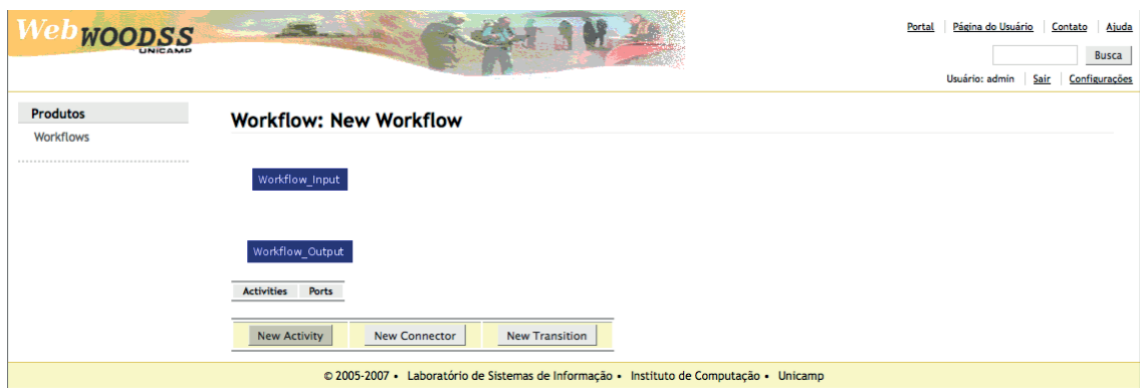 Web WOODSS
UNICAMP
Portal Página do Usuário Contato Ajuda
Busca
Usuário: admin Sair Configurações
Produtos
Workflows
Workflow: New Workflow
Workflow_Input
Workflow_Output
Activities Ports
New Activity New Connector New Transition
© 2005-2007 • Laboratório de Sistemas de Informação • Instituto de Computação • Unicamp